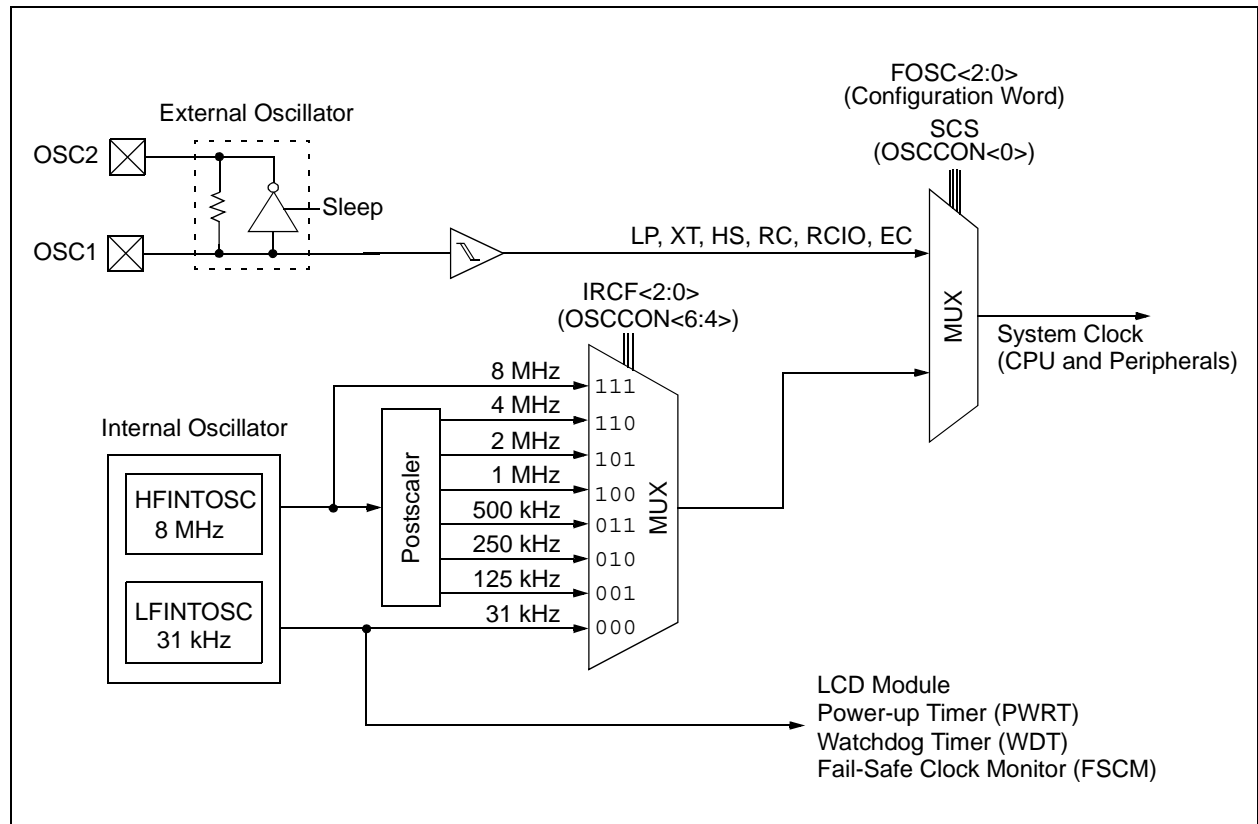 FOSC<2:0>
(Configuration Word)
SCS
(OSCCON<0>)
External Oscillator
OSC2
Sleep
OSC1
LP, XT, HS, RC, RCIO, EC
IRCF<2:0>
(OSCCON<6:4>)
MUX
System Clock
(CPU and Peripherals)
8 MHz
111
4 MHz
110
Internal Oscillator
2 MHz
101
HFINTOSC
8 MHz
Postscaler
1 MHz
100
MUX
500 kHz
011
250 kHz
010
125 kHz
001
LFINTOSC
31 kHz
31 kHz
000
LCD Module
Power-up Timer (PWRT)
Watchdog Timer (WDT)
Fail-Safe Clock Monitor (FSCM)